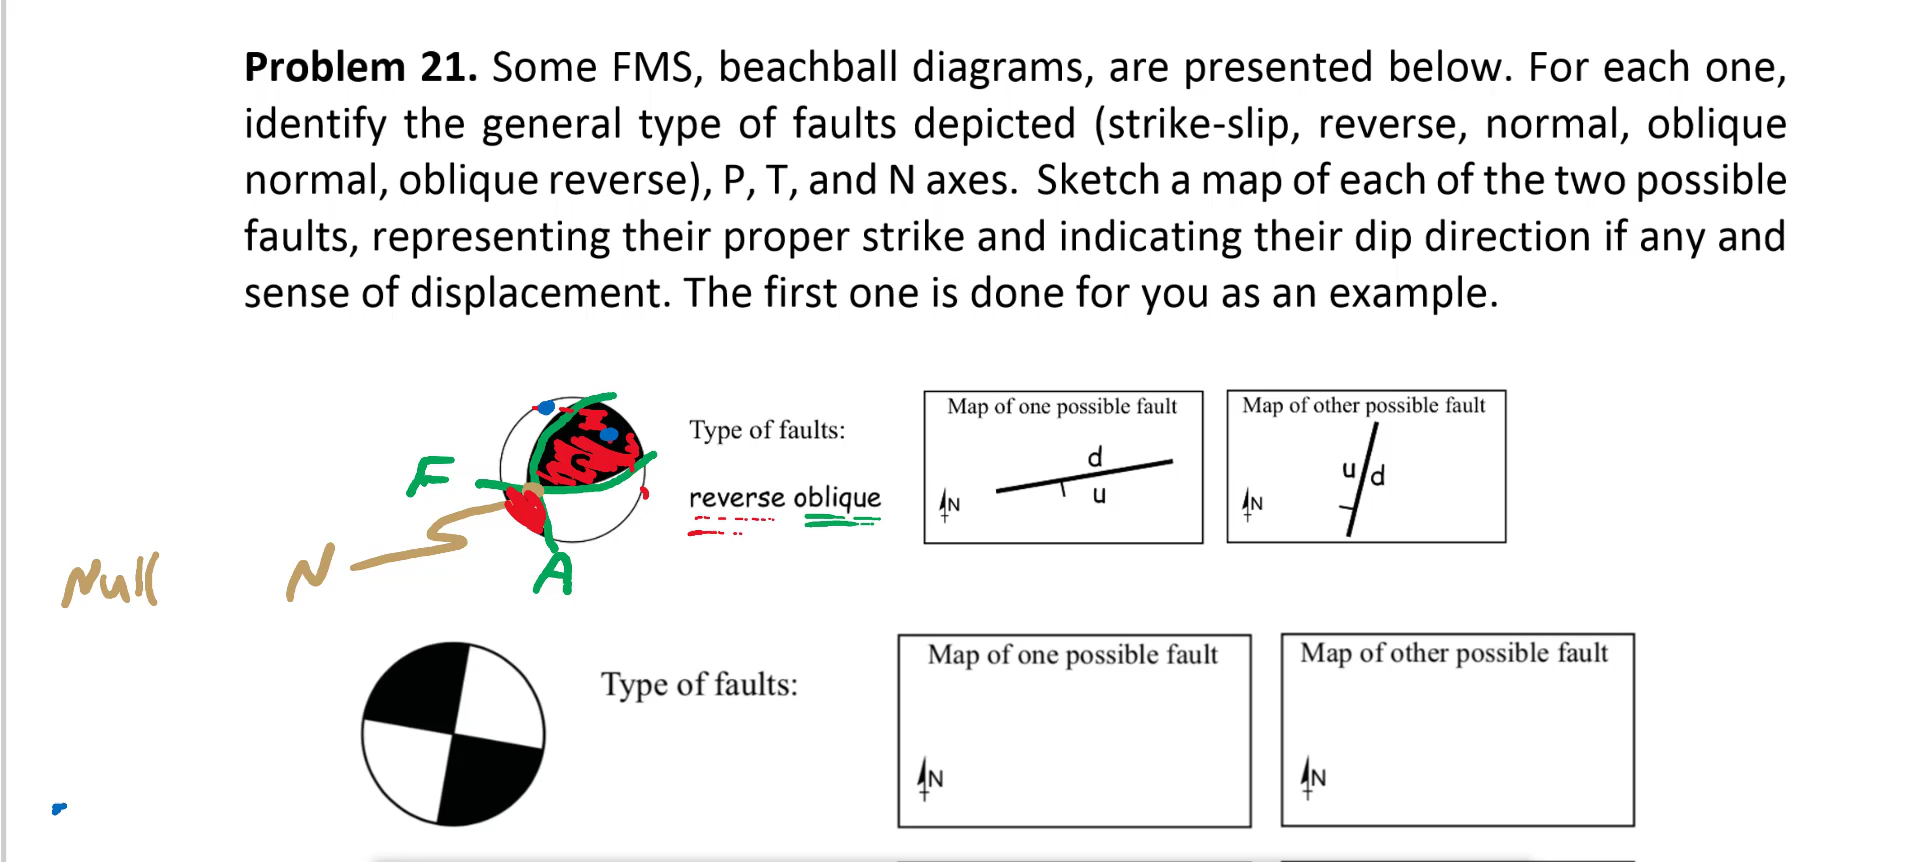 Problem 21. Some FMS, beachball diagrams, are presented below. For each one,
identify the general type of faults depicted (strike-slip, reverse, normal, oblique
normal, oblique reverse), P, T, and N axes. Sketch a map of each of the two possible
faults, representing their proper strike and indicating their dip direction if any and
sense of displacement. The first one is done for you as an example.
Type of faults:
reverse oblique
Map of one possible fault
d
u
N
Map of other possible fault
u d
N
F
C
A
N
Null
Type of faults:
Map of one possible fault
N
Map of other possible fault
N